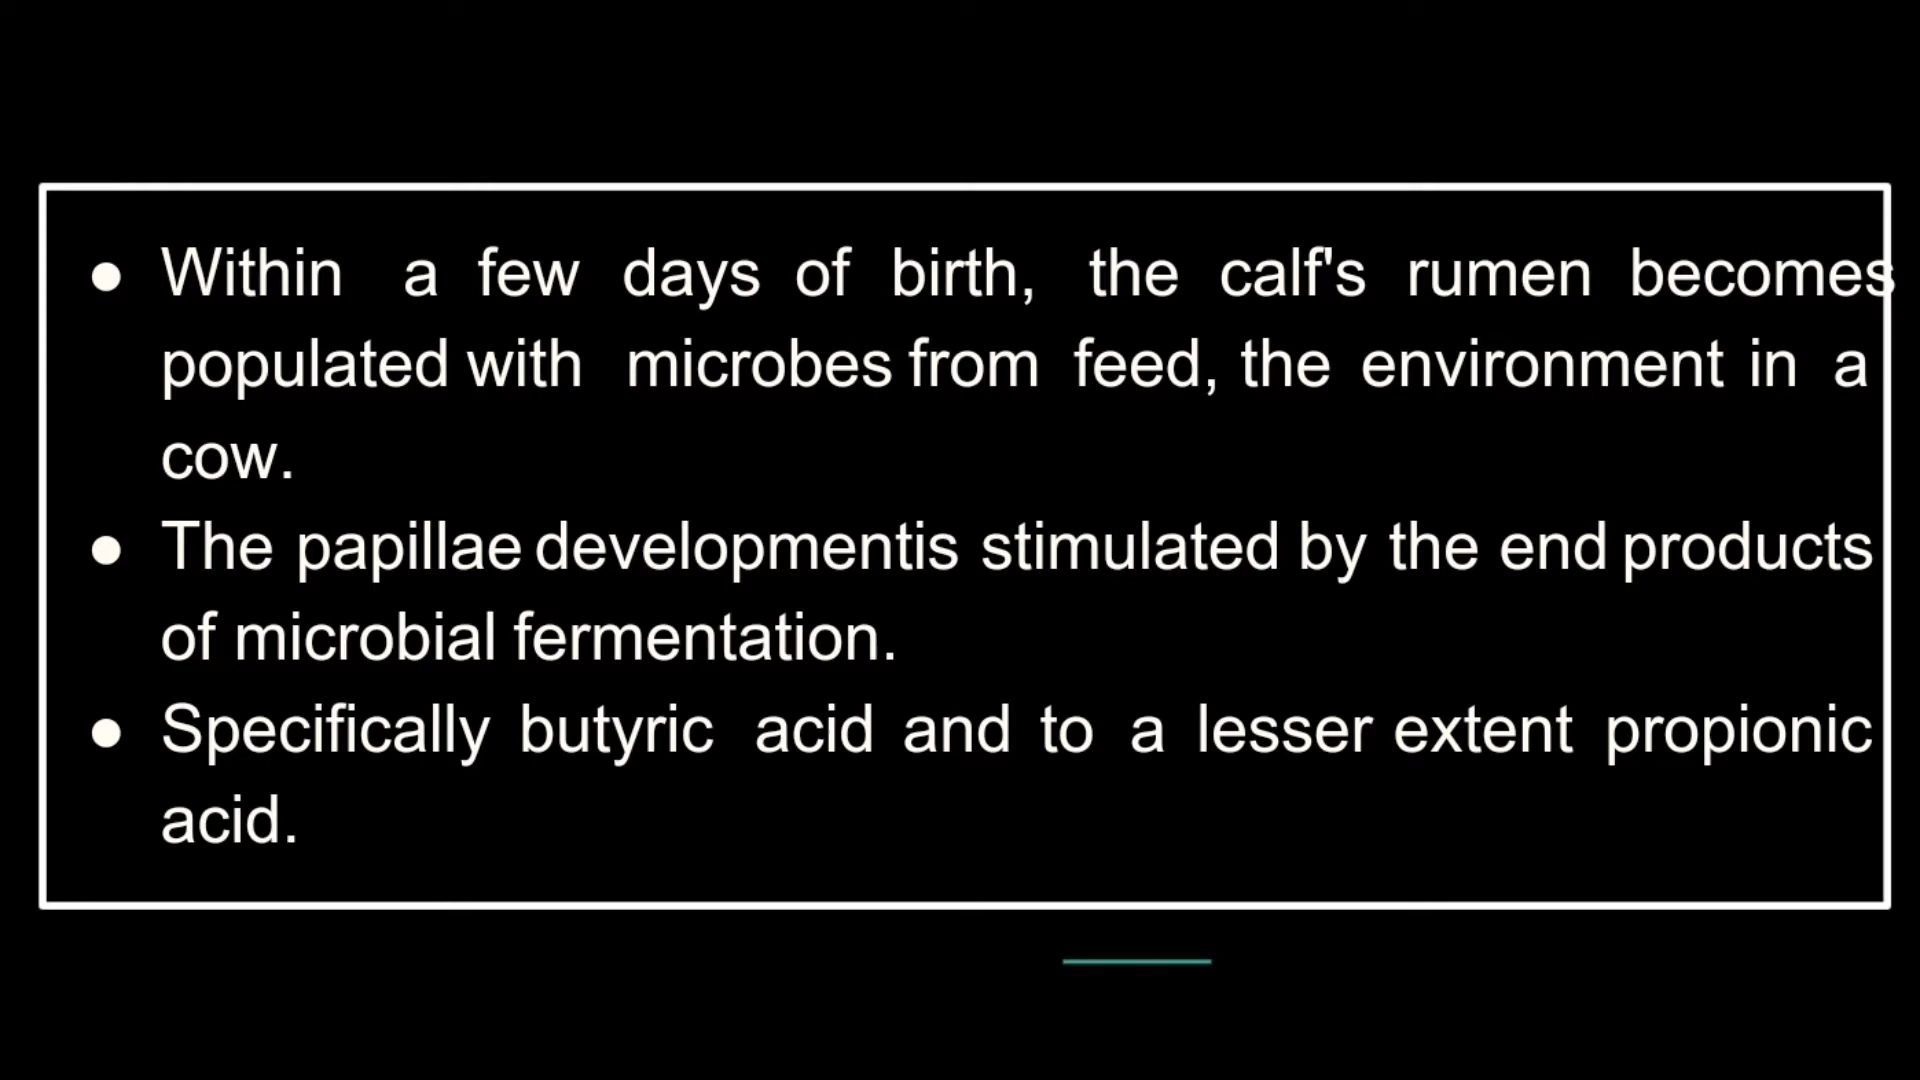 ● Within a few days of birth, the calf's rumen becomes
populated with microbes from feed, the environment in a
cow.
● The papillae developmentis stimulated by the end products
of microbial fermentation.
● Specifically butyric acid and to a lesser extent propionic
acid.